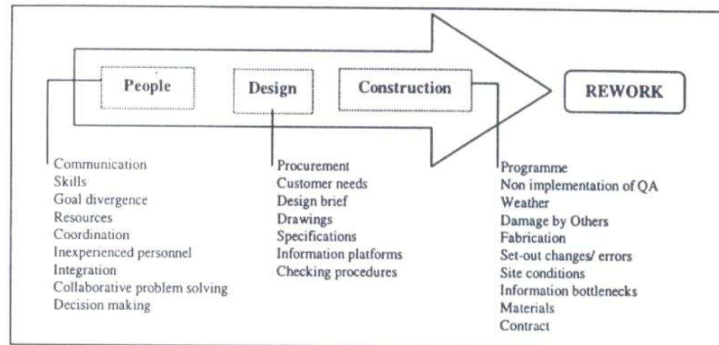 People
Design
Construction
REWORK
Communication
Skills
Goal divergence
Resources
Coordination
Inexperienced personnel
Integration
Collaborative problem solving
Decision making
Procurement
Customer needs
Design brief
Drawings
Specifications
Information platforms
Checking procedures
Programme
Non implementation of QA
Weather
Damage by Others
Fabrication
Set-out changes/ errors
Site conditions
Information bottlenecks
Materials
Contract